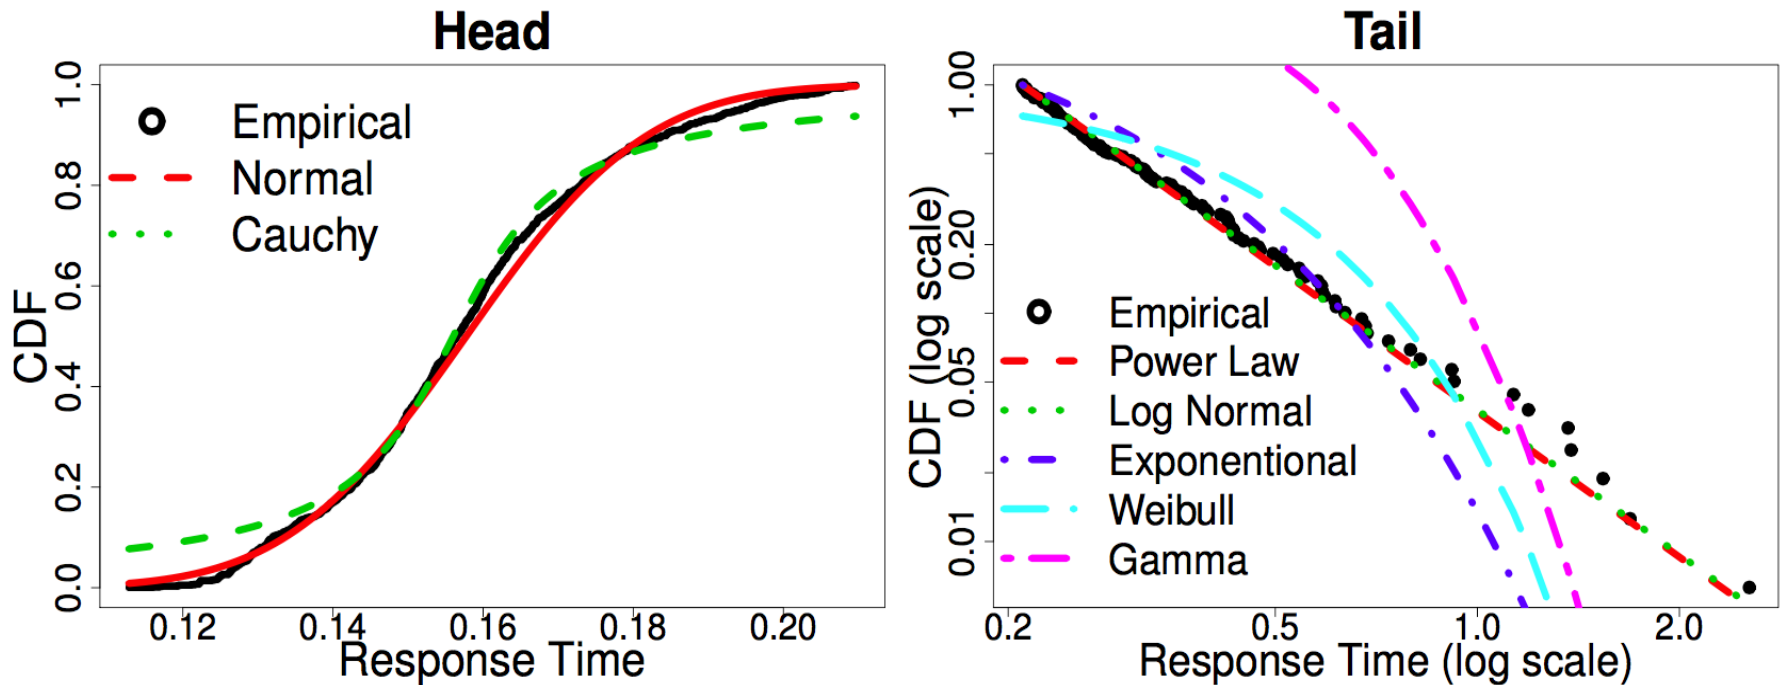 Head
CDF
1.0
0.8
0.6
0.4
0.2
0.0
Empirical
Normal
Cauchy
0.12 0.14 0.16 0.18 0.20
Response Time
Tail
CDF (log scale)
1.00
0.20
0.05
0.01
Empirical
Power Law
Log Normal
Exponentional
Weibull
Gamma
0.2 0.5 1.0 2.0
Response Time (log scale)